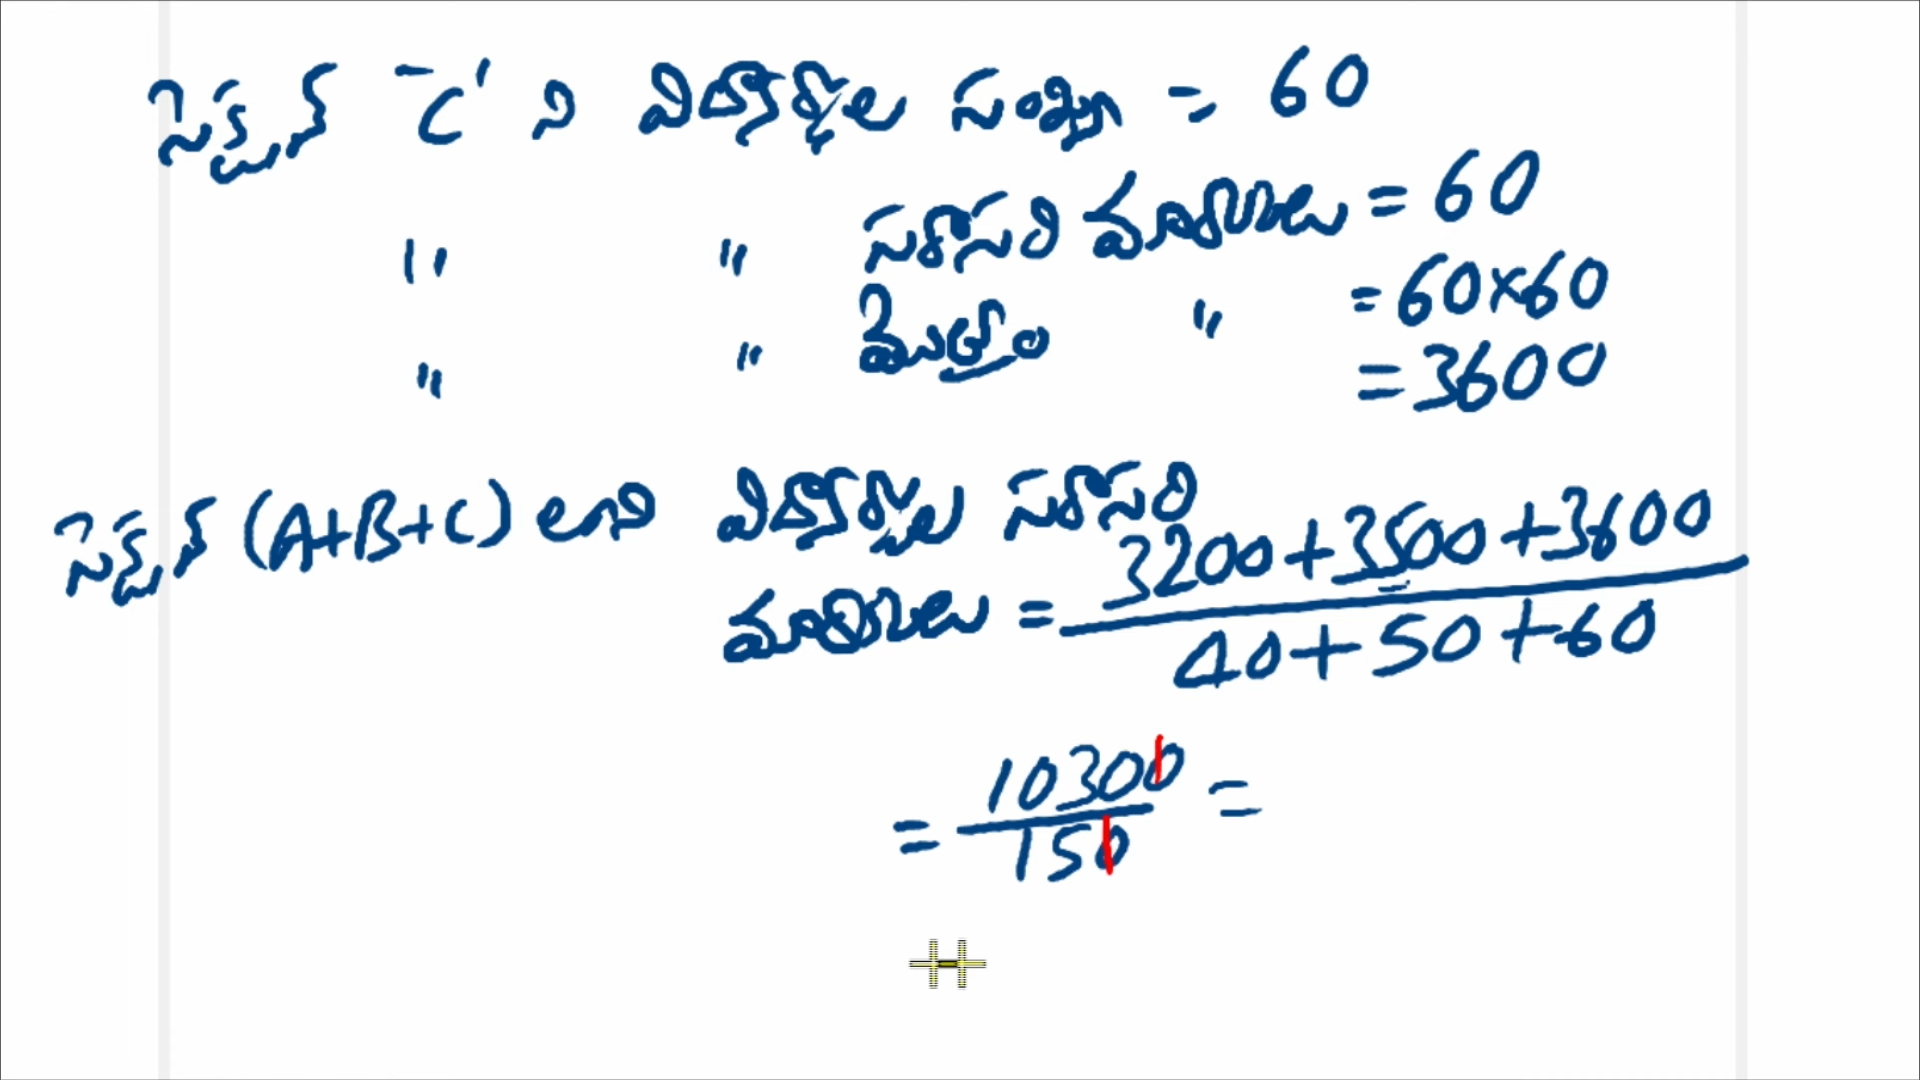 సెక్షన్ 'C' ని విద్యార్థుల సంఖ్య = 60
" " సరాసరి మార్కులు = 60
" " మొత్తం " = 60×60
= 3600
సెక్షన్ (A+B+C) లోని విద్యార్థుల సరాసరి
మార్కులు = 3200+3500+3600
40+50+60
= 10300 =
150